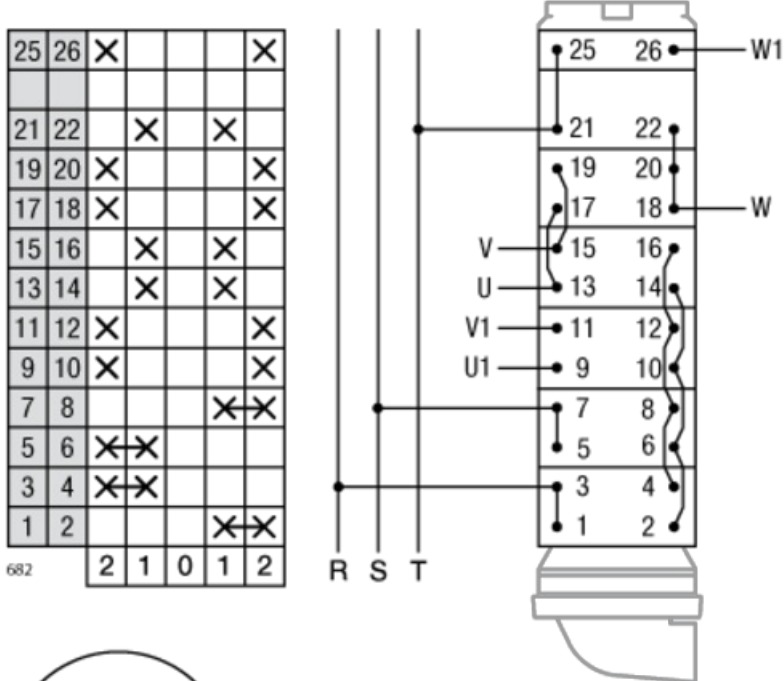 25 26 X X 25 26 W1
21 22 X X 21 22
19 20 X X 19 20
17 18 X X 17 18 W
15 16 X X V 15 16
13 14 X X U 13 14
11 12 X X V1 11 12
9 10 X X U1 9 10
7 8 X X 7 8
5 6 X X 5 6
3 4 X X 3 4
1 2 X X 1 2
682 2 1 0 1 2 R S T